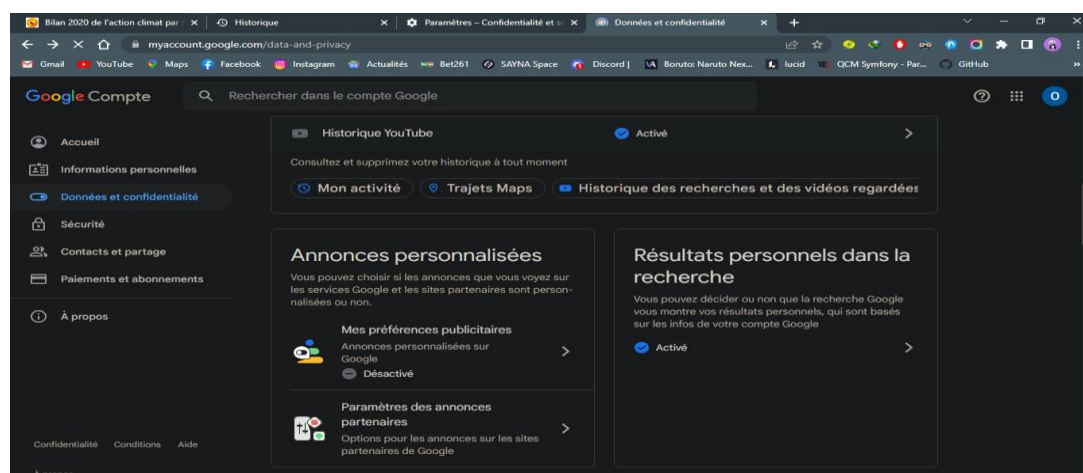 Bilan 2020 de l'action climat par
Historique
Paramètres – Confidentialité et s
Données et confidentialité
myaccount.google.com/data-and-privacy
Gmail
YouTube
Maps
Facebook
Instagram
Actualités
Bet261
SAYNA Space
Discord |
Boruto: Naruto Nex...
lucid
QCM Symfony - Par...
GitHub
»
Google Compte
Rechercher dans le compte Google
O
Accueil
Informations personnelles
Données et confidentialité
Sécurité
Contacts et partage
Paiements et abonnements
À propos
Confidentialité Conditions Aide
Historique YouTube
Activé
Consultez et supprimez votre historique à tout moment
Mon activité
Trajets Maps
Historique des recherches et des vidéos regardées
Annonces personnalisées
Vous pouvez choisir si les annonces que vous voyez sur
les services Google et les sites partenaires sont person-
nalisées ou non.
Mes préférences publicitaires
Annonces personnalisées sur
Google
Désactivé
Paramètres des annonces
partenaires
Options pour les annonces sur les sites
partenaires de Google
Résultats personnels dans la
recherche
Vous pouvez décider ou non que la recherche Google
vous montre vos résultats personnels, qui sont basés
sur les infos de votre compte Google
Activé